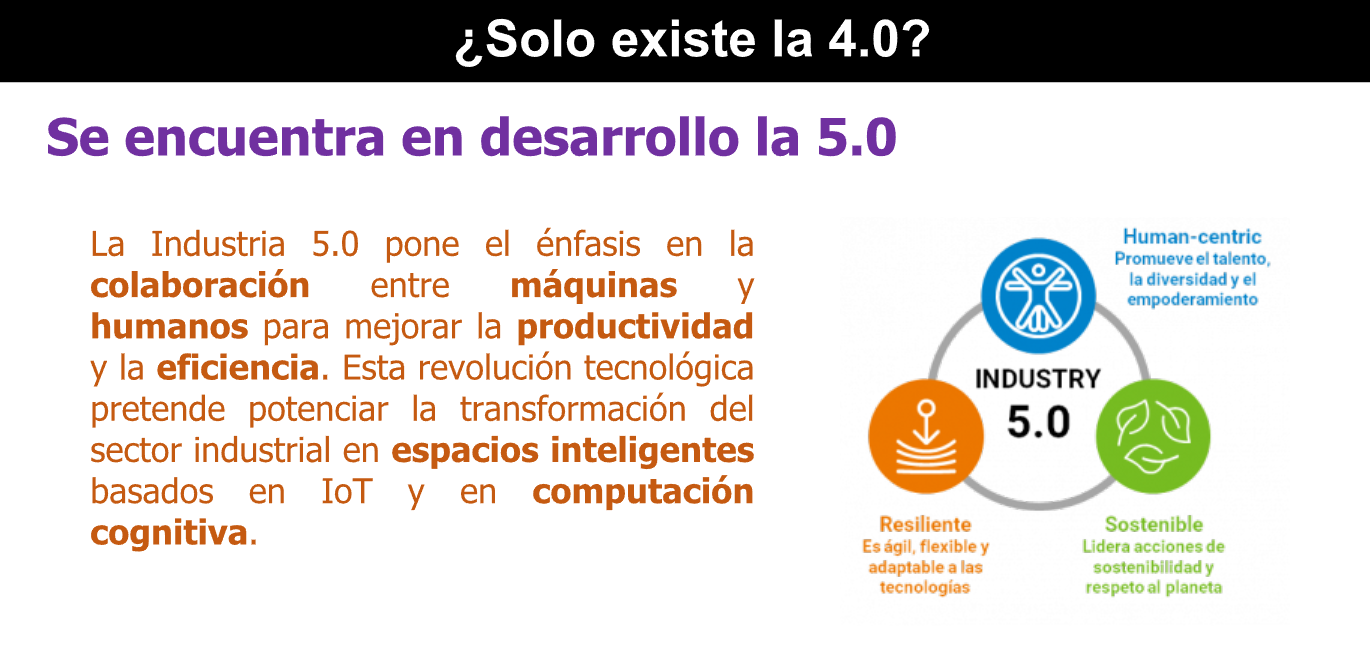 ¿Solo existe la 4.0?
Se encuentra en desarrollo la 5.0
La Industria 5.0 pone el énfasis en la
colaboración entre máquinas y
humanos para mejorar la productividad
y la eficiencia. Esta revolución tecnológica
pretende potenciar la transformación del
sector industrial en espacios inteligentes
basados en IoT y en computación
cognitiva.
Human-centric
Promueve el talento,
la diversidad y el
empoderamiento
INDUSTRY
5.0
Resiliente
Es ágil, flexible y
adaptable a las
tecnologías
Sostenible
Lidera acciones de
sostenibilidad y
respeto al planeta